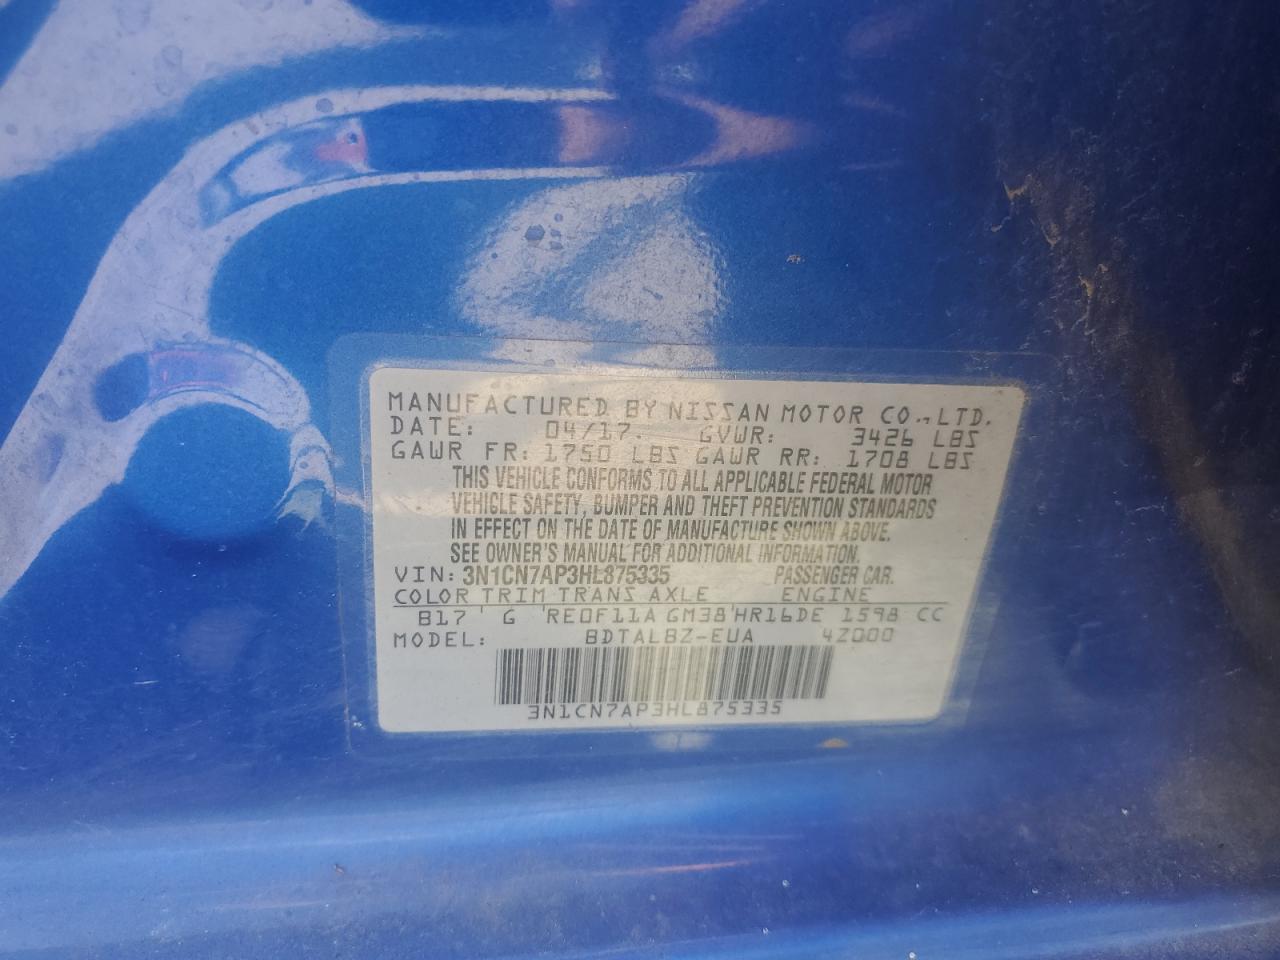 MANUFACTURED BY NISSAN MOTOR CO.,LTD.
DATE: 04/17. GVWR: 3426 LBS
GAWR FR: 1750 LBS GAWR RR: 1708 LBS
THIS VEHICLE CONFORMS TO ALL APPLICABLE FEDERAL MOTOR
VEHICLE SAFETY, BUMPER AND THEFT PREVENTION STANDARDS
IN EFFECT ON THE DATE OF MANUFACTURE SHOWN ABOVE.
SEE OWNER'S MANUAL FOR ADDITIONAL INFORMATION.
VIN: 3N1CN7AP3HL875335 PASSENGER CAR.
COLOR TRIM TRANS AXLE ENGINE
B17 ' G 'RE0F11A GM38'HR16DE 1598 CC
MODEL: BDTALBZ-EUA 4Z000
3N1CN7AP3HL875335